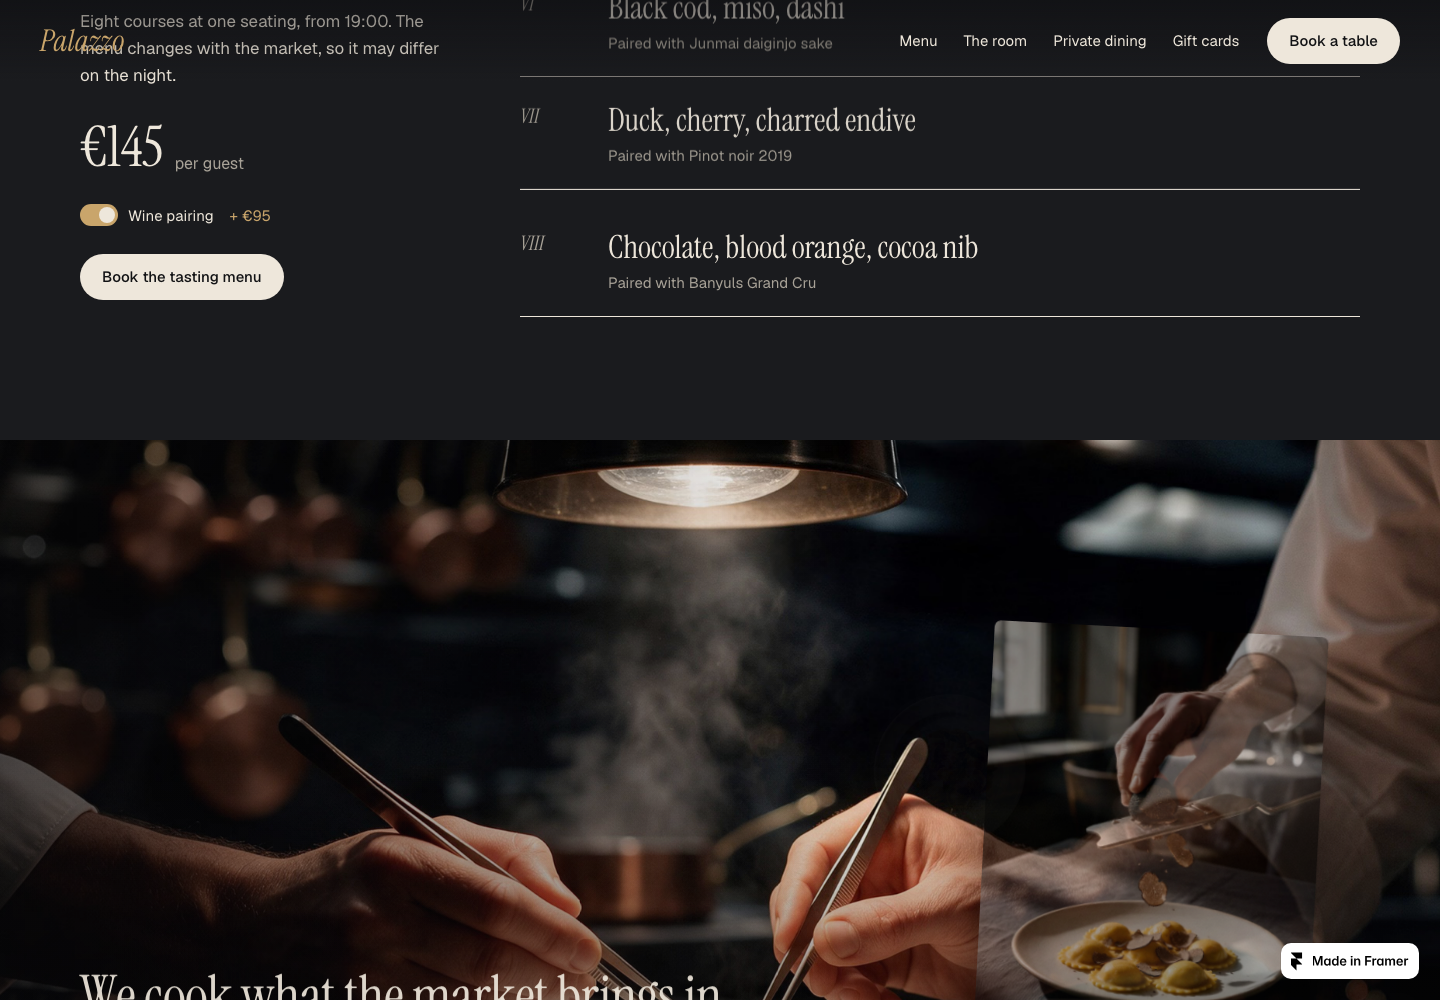 Eight courses at one seating, from 19:00. The
menu changes with the market, so it may differ
on the night.
Palazzo
Menu
The room
Private dining
Gift cards
Book a table
€145 per guest
Wine pairing + €95
Book the tasting menu
VI
Black cod, miso, dashi
Paired with Junmai daiginjo sake
VII
Duck, cherry, charred endive
Paired with Pinot noir 2019
VIII
Chocolate, blood orange, cocoa nib
Paired with Banyuls Grand Cru
We cook what the market brings in
Made in Framer